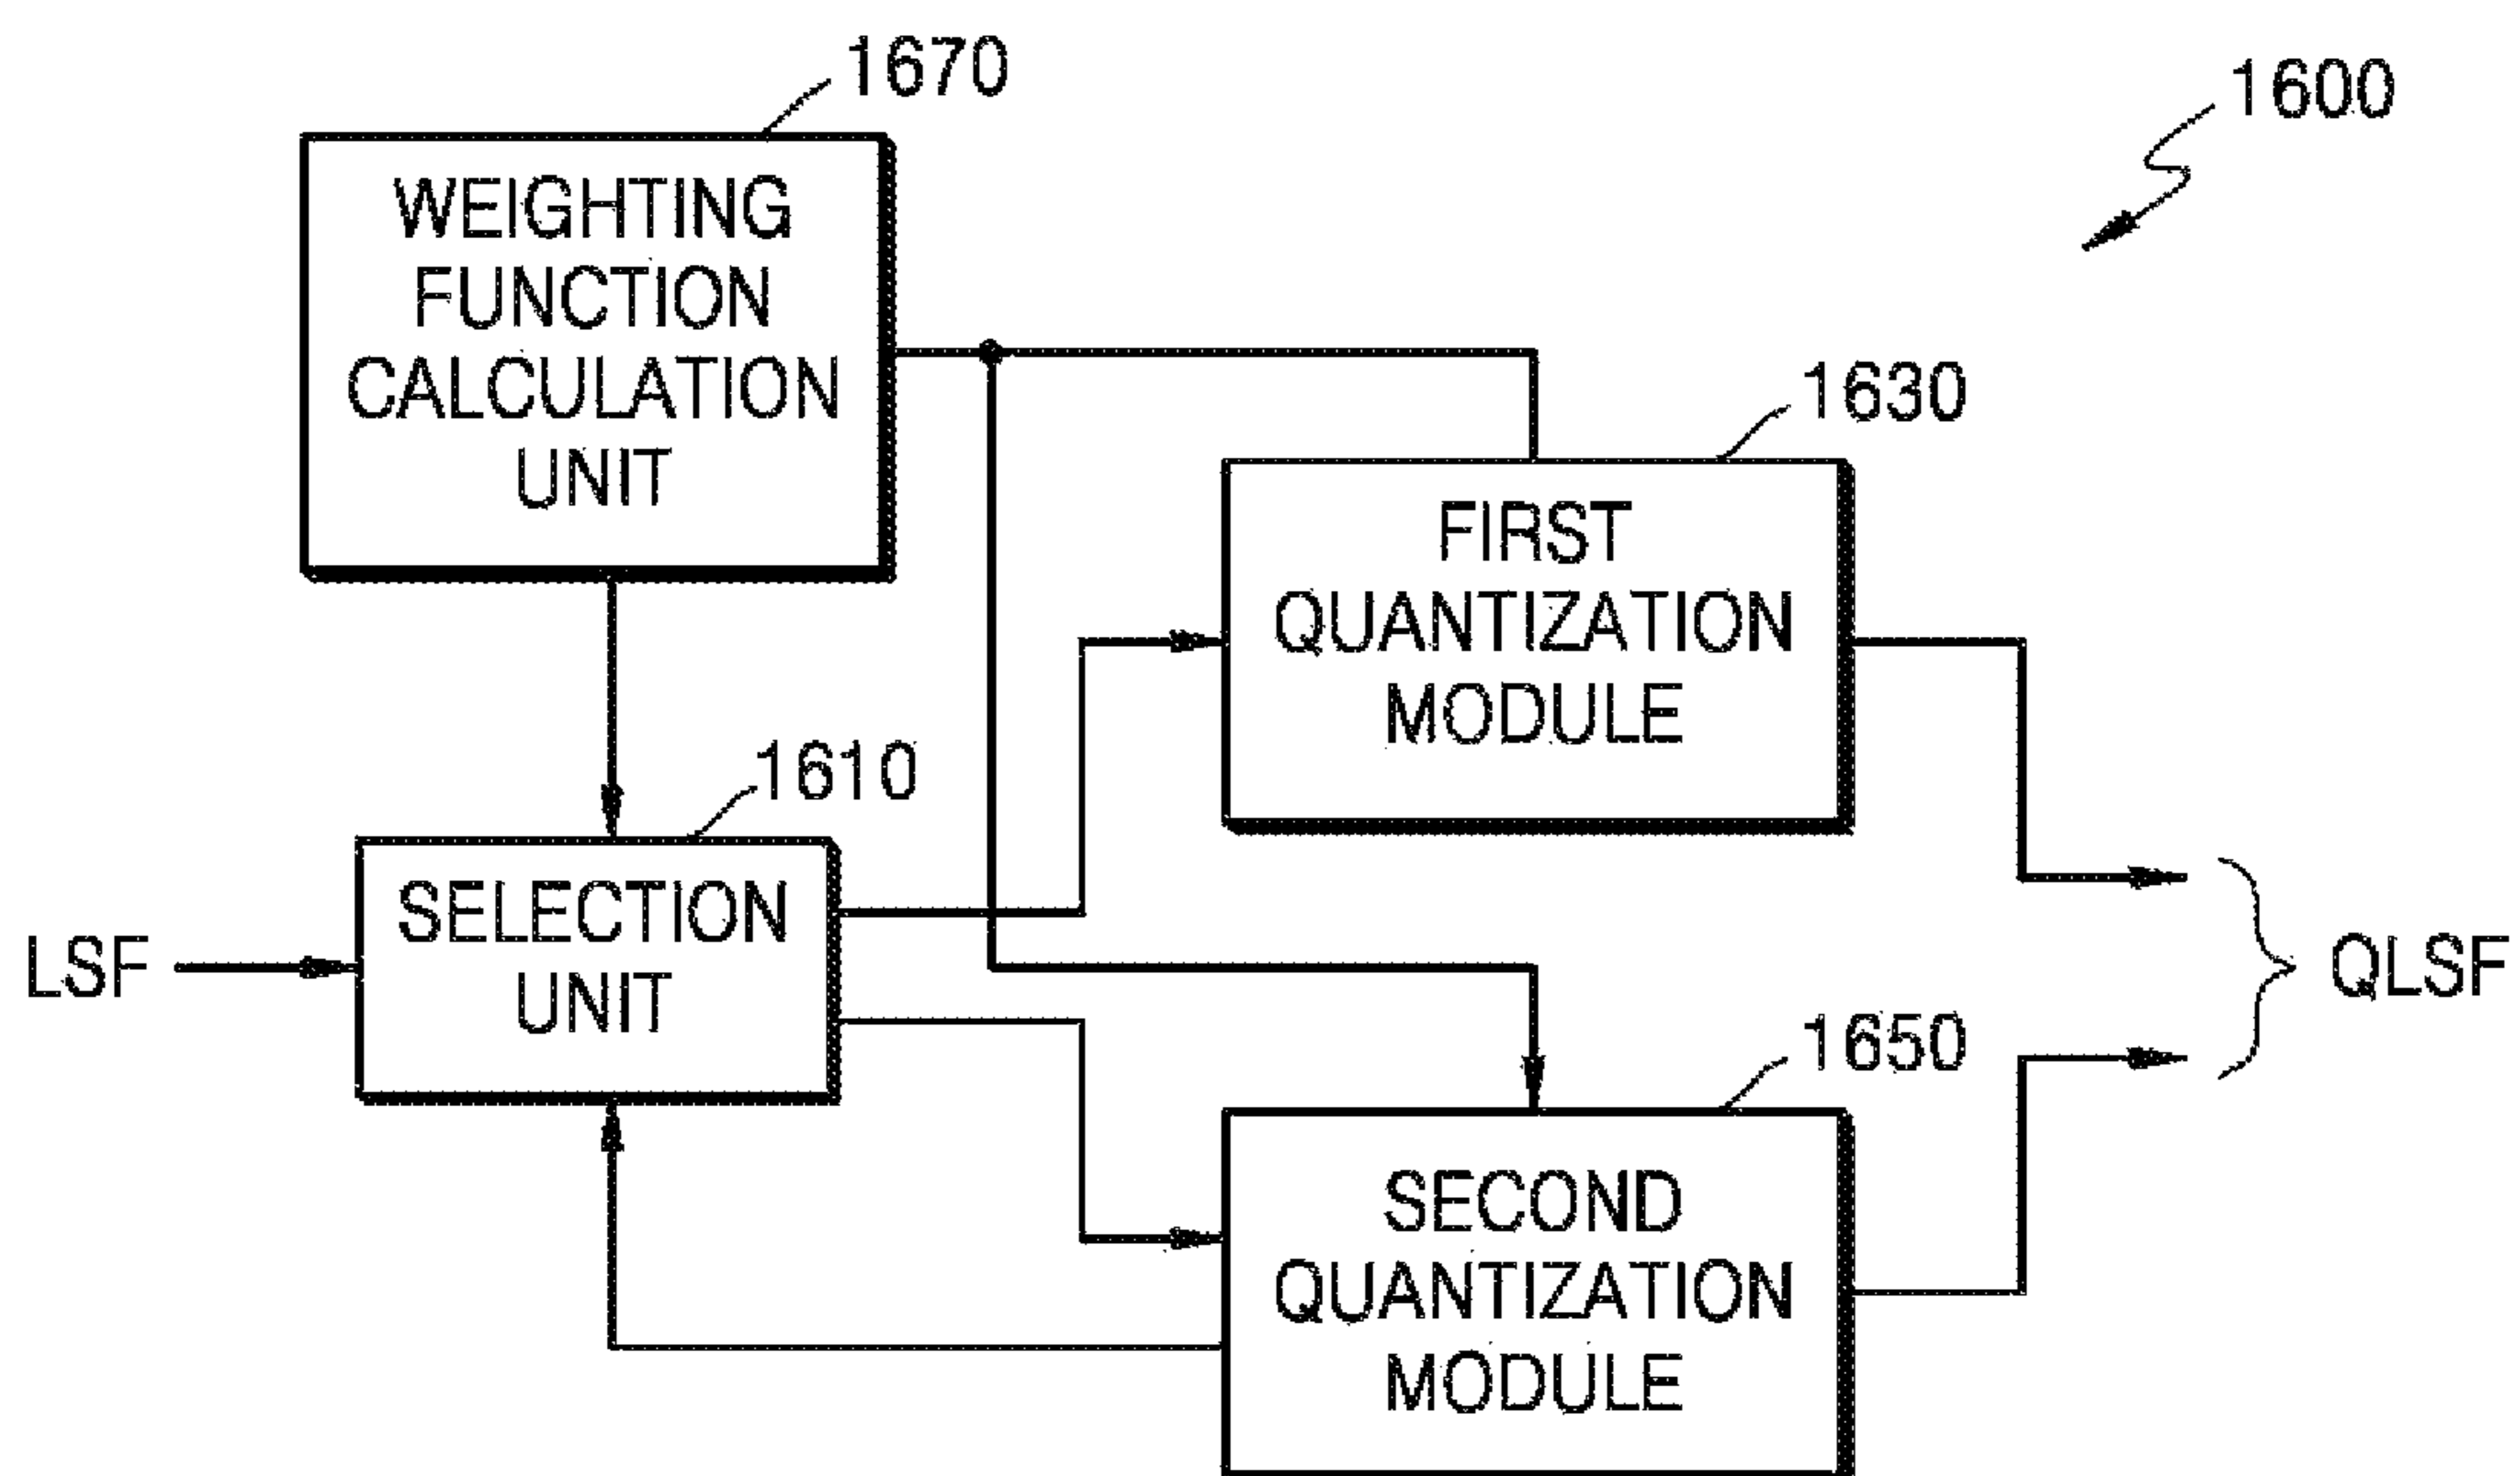 1670
1600
WEIGHTING
FUNCTION
CALCULATION
UNIT
1630
FIRST
QUANTIZATION
MODULE
1610
SELECTION
UNIT
LSF
QLSF
1650
SECOND
QUANTIZATION
MODULE